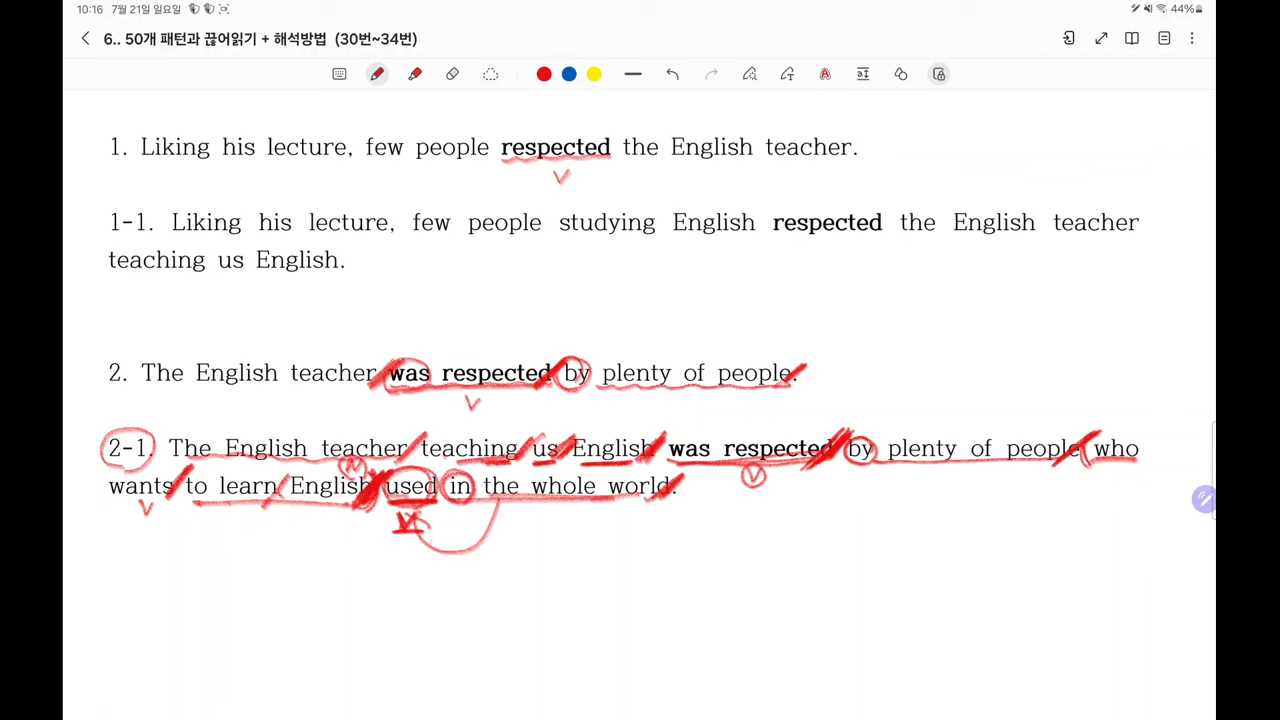 10:16 7월 21일 일요일 44%
6.. 50개 패턴과 끊어읽기 + 해석방법 (30번~34번)
1. Liking his lecture, few people respected the English teacher.
V
1-1. Liking his lecture, few people studying English respected the English teacher
teaching us English.
2. The English teacher was respected by plenty of people.
V
2-1. The English teacher teaching us English was respected by plenty of people who
wants to learn English used in the whole world.
V
V
V